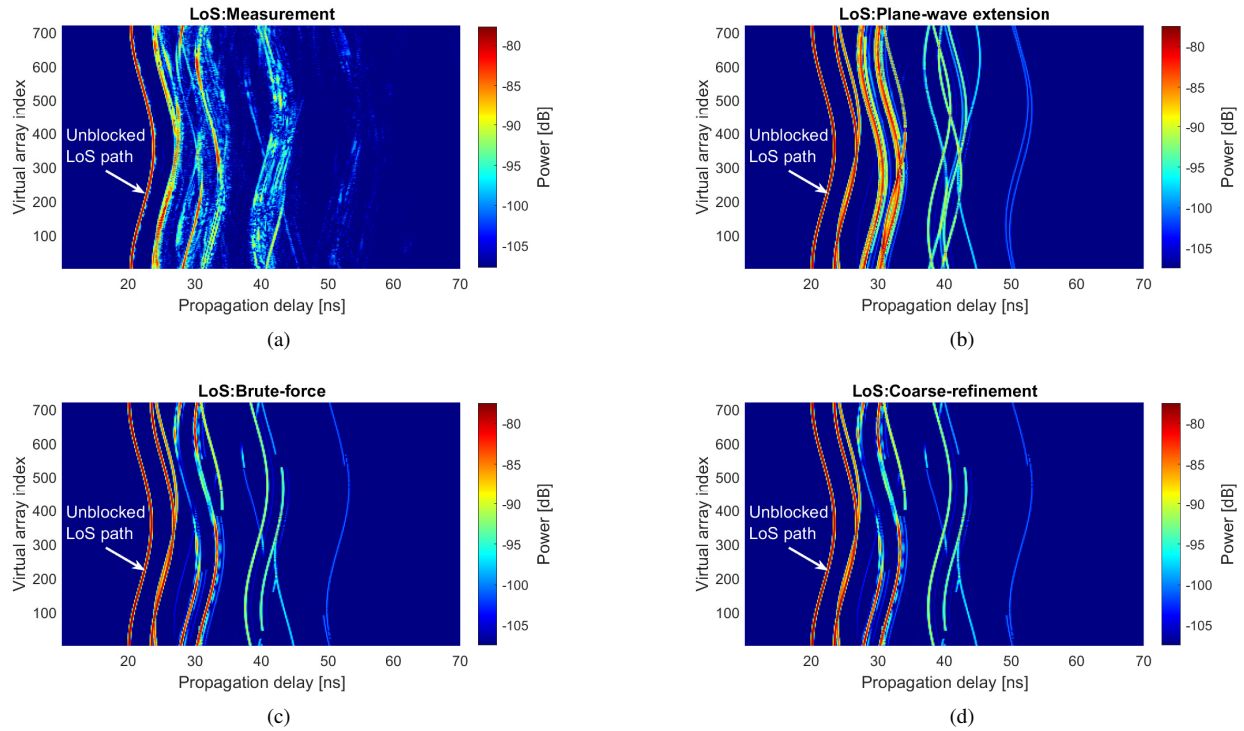 LoS:Measurement
700
600
500
400
300
200
100
Virtual array index
Unblocked
LoS path
20 30 40 50 60 70
Propagation delay [ns]
-80
-85
-90
-95
-100
-105
Power [dB]
(a)
LoS:Plane-wave extension
700
600
500
400
300
200
100
Virtual array index
Unblocked
LoS path
20 30 40 50 60 70
Propagation delay [ns]
-80
-85
-90
-95
-100
-105
Power [dB]
(b)
LoS:Brute-force
700
600
500
400
300
200
100
Virtual array index
Unblocked
LoS path
20 30 40 50 60 70
Propagation delay [ns]
-80
-85
-90
-95
-100
-105
Power [dB]
(c)
LoS:Coarse-refinement
700
600
500
400
300
200
100
Virtual array index
Unblocked
LoS path
20 30 40 50 60 70
Propagation delay [ns]
-80
-85
-90
-95
-100
-105
Power [dB]
(d)